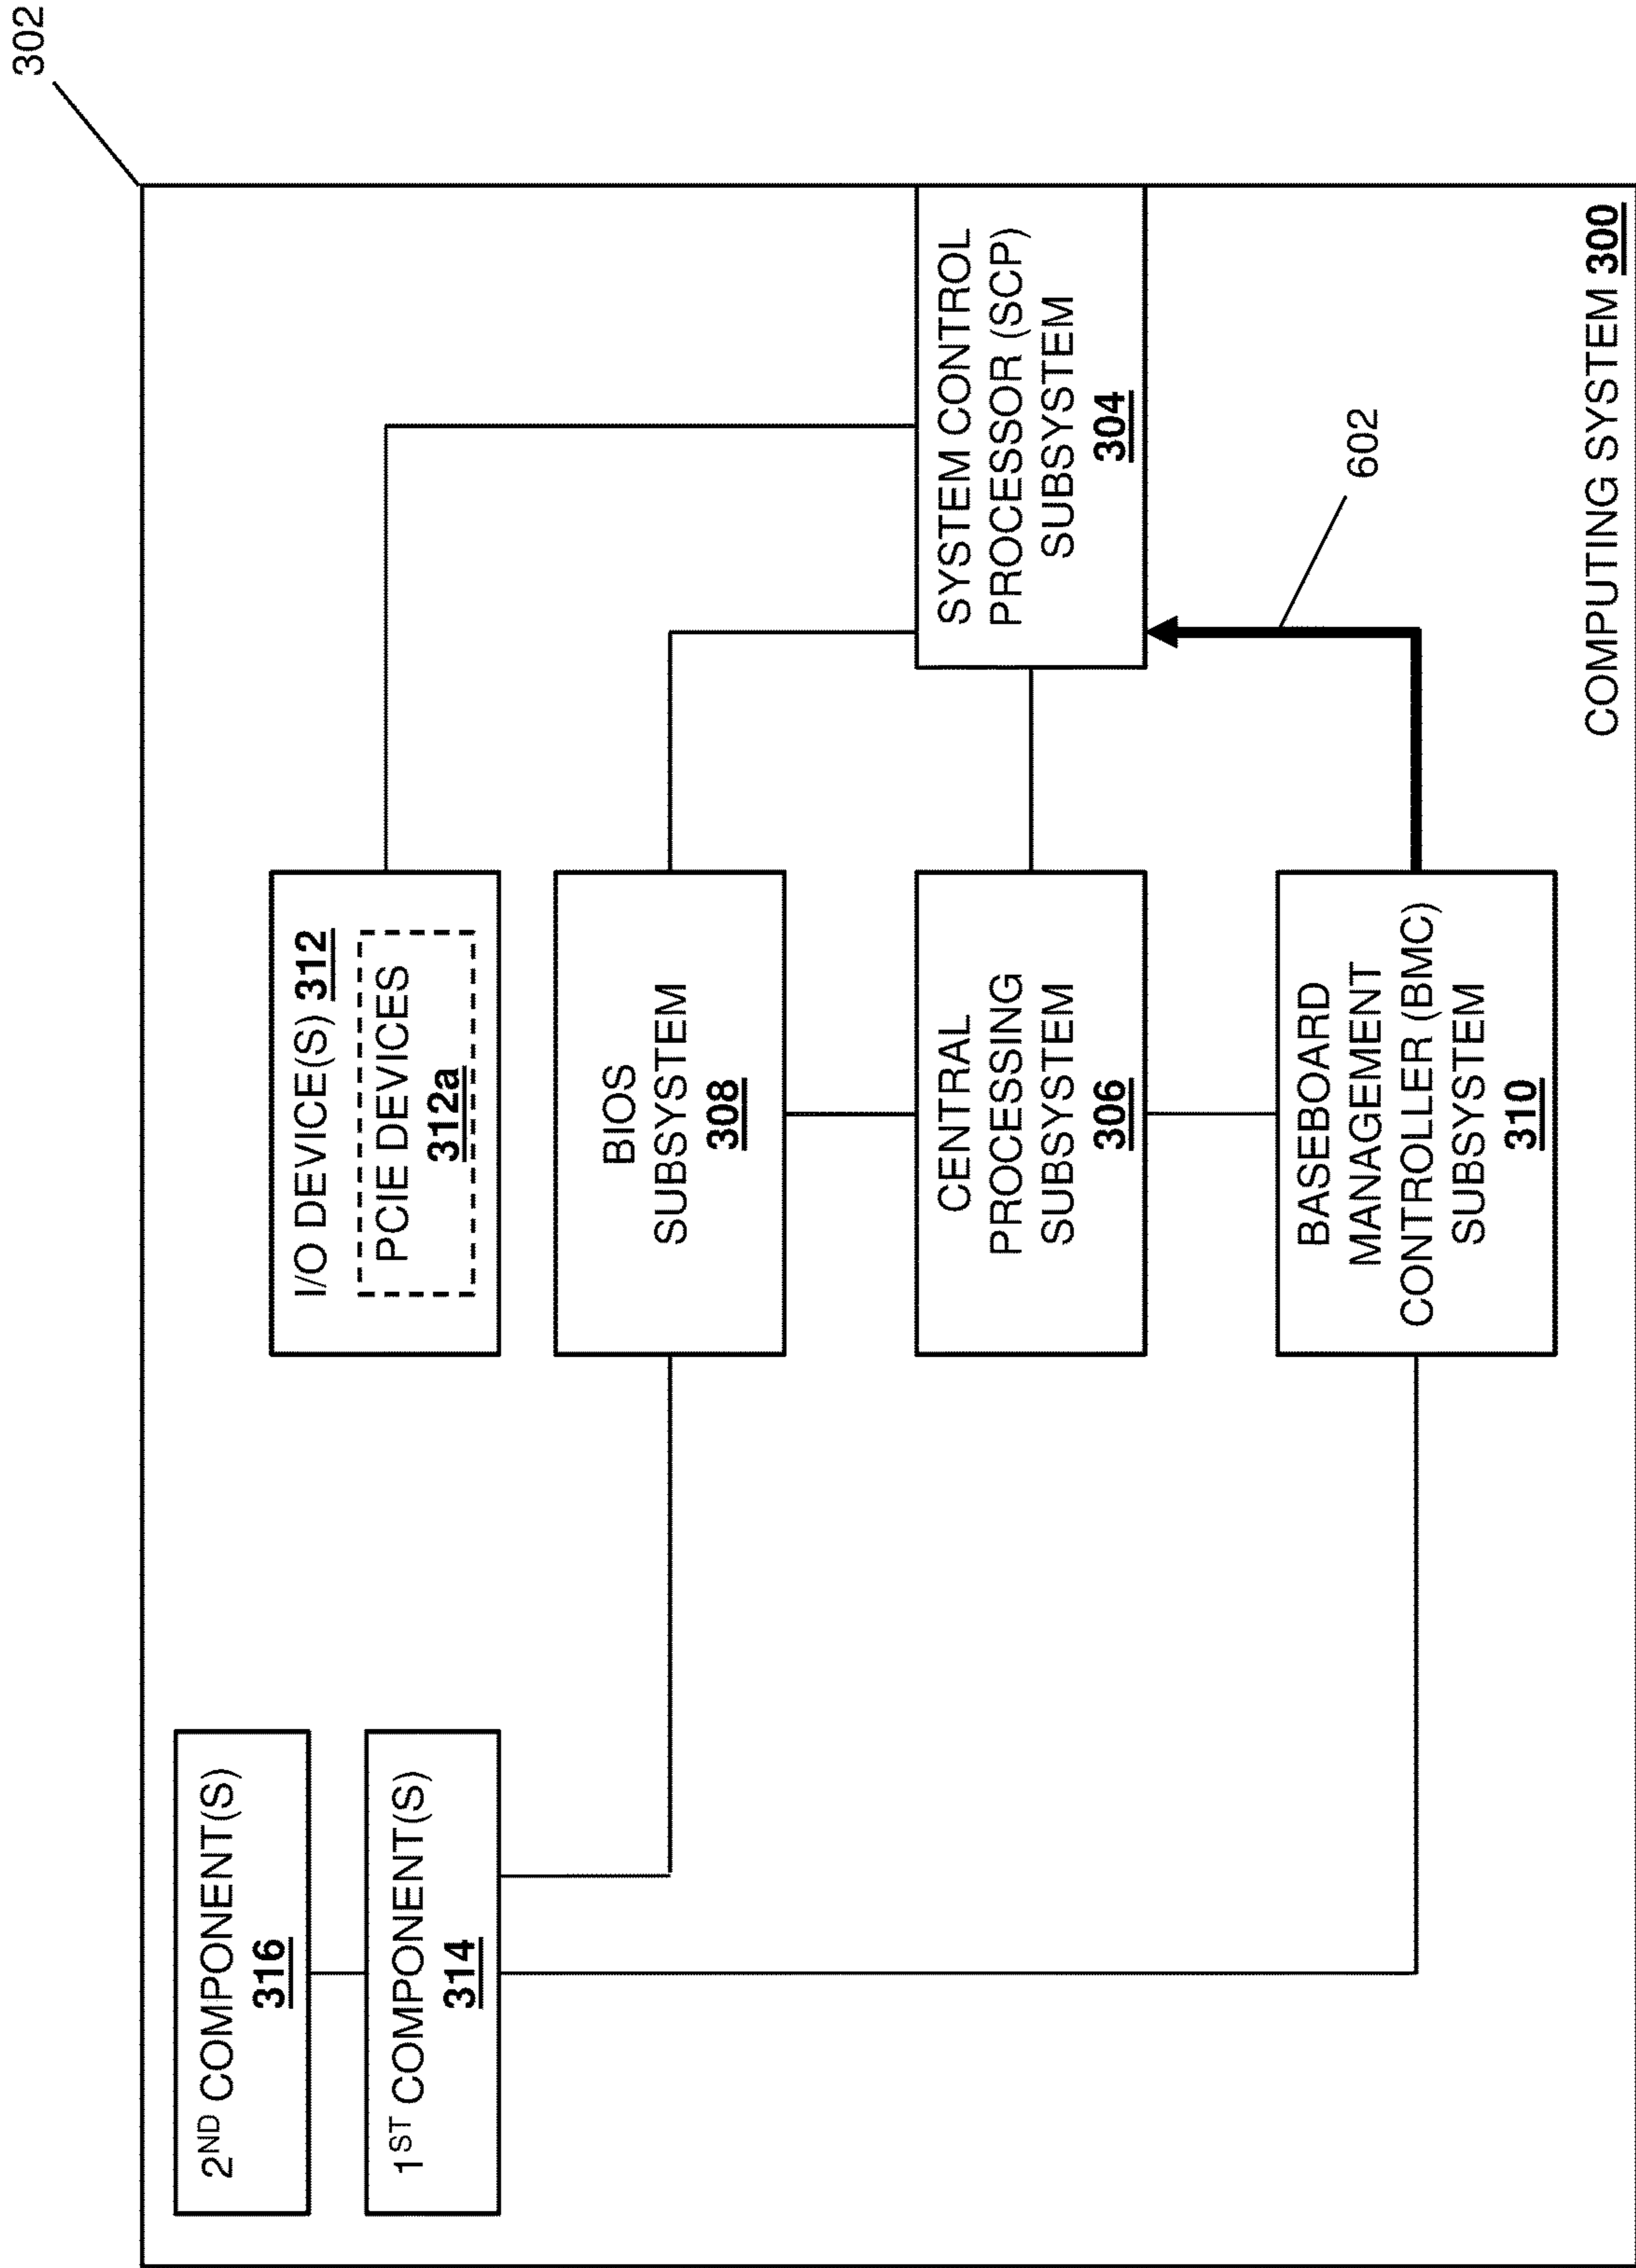 302
2ND COMPONENT(S)
316
1ST COMPONENT(S)
314
I/O DEVICE(S) 312
PCIE DEVICES
312a
BIOS
SUBSYSTEM
308
CENTRAL
PROCESSING
SUBSYSTEM
306
BASEBOARD
MANAGEMENT
CONTROLLER (BMC)
SUBSYSTEM
310
SYSTEM CONTROL
PROCESSOR (SCP)
SUBSYSTEM
304
602
COMPUTING SYSTEM 300